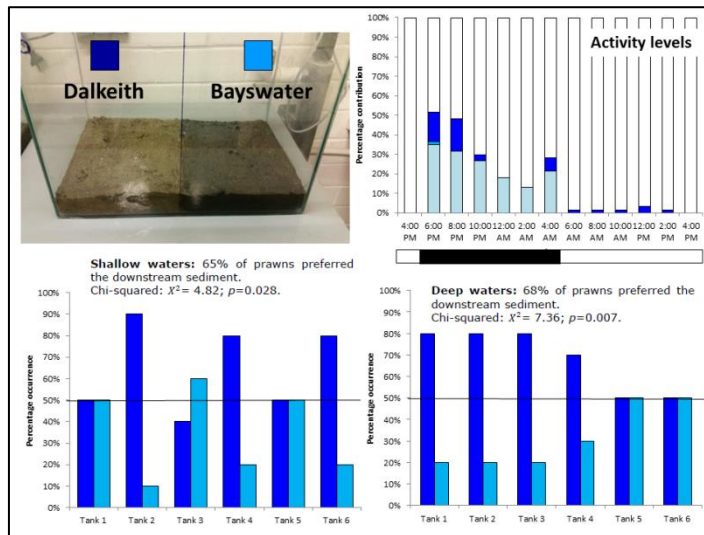 Dalkeith
Bayswater
Activity levels
Percentage contribution
100%
90%
80%
70%
60%
50%
40%
30%
20%
10%
0%
4:00 PM
6:00 PM
8:00 PM
10:00 PM
12:00 AM
2:00 AM
4:00 AM
6:00 AM
8:00 AM
10:00 AM
12:00 PM
2:00 PM
4:00 PM
Shallow waters: 65% of prawns preferred
the downstream sediment.
Chi-squared: X²= 4.82; p=0.028.
Percentage occurrence
100%
90%
80%
70%
60%
50%
40%
30%
20%
10%
0%
Tank 1
Tank 2
Tank 3
Tank 4
Tank 5
Tank 6
Deep waters: 68% of prawns preferred the
downstream sediment.
Chi-squared: X²= 7.36; p=0.007.
Percentage occurrence
100%
90%
80%
70%
60%
50%
40%
30%
20%
10%
0%
Tank 1
Tank 2
Tank 3
Tank 4
Tank 5
Tank 6